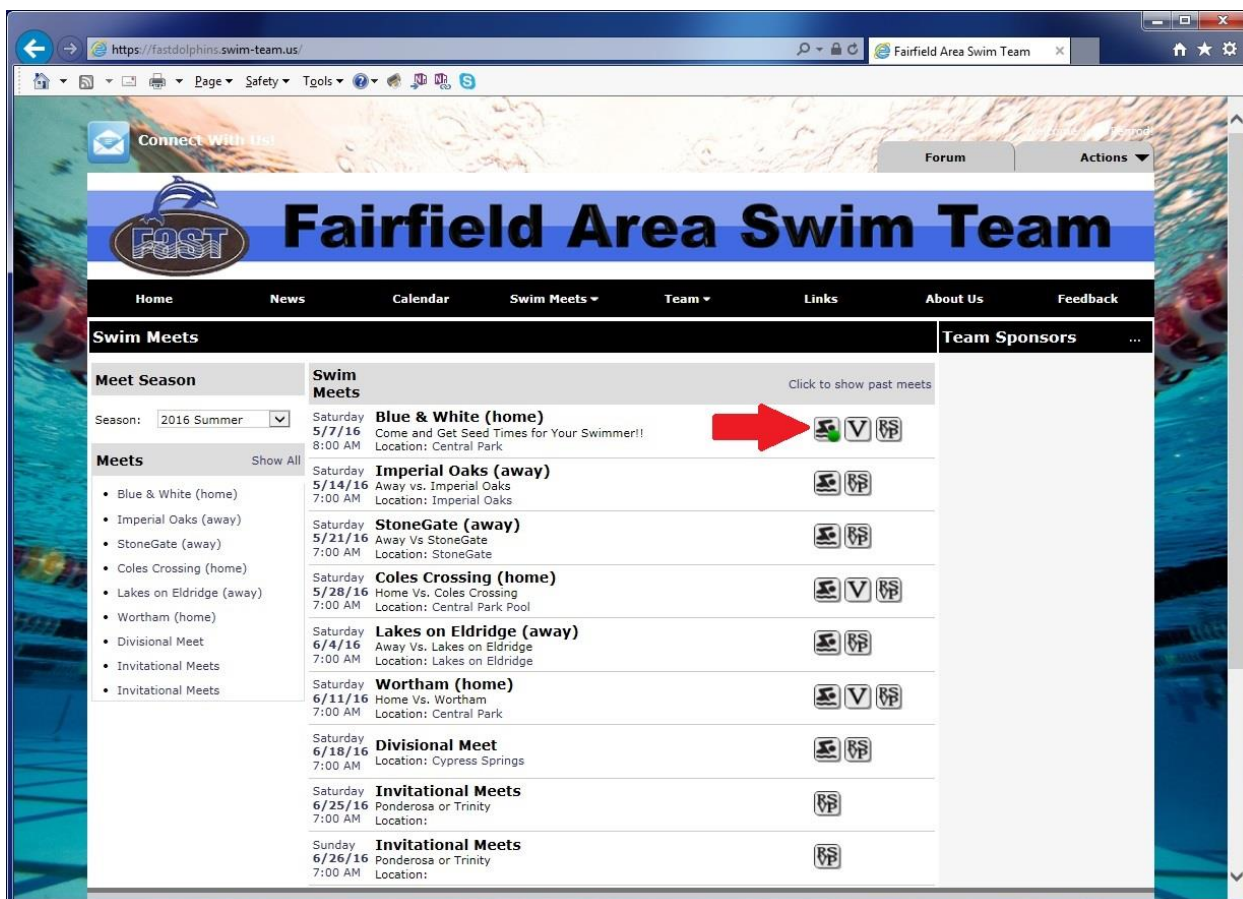 https://fastdolphins.swim-team.us/
Fairfield Area Swim Team
Page Safety Tools
Connect With Us!
Forum Actions
FAST
Fairfield Area Swim Team
Home News Calendar Swim Meets Team Links About Us Feedback
Swim Meets
Team Sponsors ...
Meet Season
Season: 2016 Summer
Meets Show All
Blue & White (home)
Imperial Oaks (away)
StoneGate (away)
Coles Crossing (home)
Lakes on Eldridge (away)
Wortham (home)
Divisional Meet
Invitational Meets
Invitational Meets
Swim
Meets
Click to show past meets
Saturday Blue & White (home)
5/7/16 Come and Get Seed Times for Your Swimmer!! V RSVP
8:00 AM Location: Central Park
Saturday Imperial Oaks (away)
5/14/16 Away vs. Imperial Oaks RSVP
7:00 AM Location: Imperial Oaks
Saturday StoneGate (away)
5/21/16 Away Vs StoneGate RSVP
7:00 AM Location: StoneGate
Saturday Coles Crossing (home)
5/28/16 Home Vs. Coles Crossing V RSVP
7:00 AM Location: Central Park Pool
Saturday Lakes on Eldridge (away)
6/4/16 Away Vs. Lakes on Eldridge RSVP
7:00 AM Location: Lakes on Eldridge
Saturday Wortham (home)
6/11/16 Home Vs. Wortham V RSVP
7:00 AM Location: Central Park
Saturday Divisional Meet
6/18/16 RSVP
7:00 AM Location: Cypress Springs
Saturday Invitational Meets
6/25/16 Ponderosa or Trinity RSVP
7:00 AM Location:
Sunday Invitational Meets
6/26/16 Ponderosa or Trinity RSVP
7:00 AM Location: